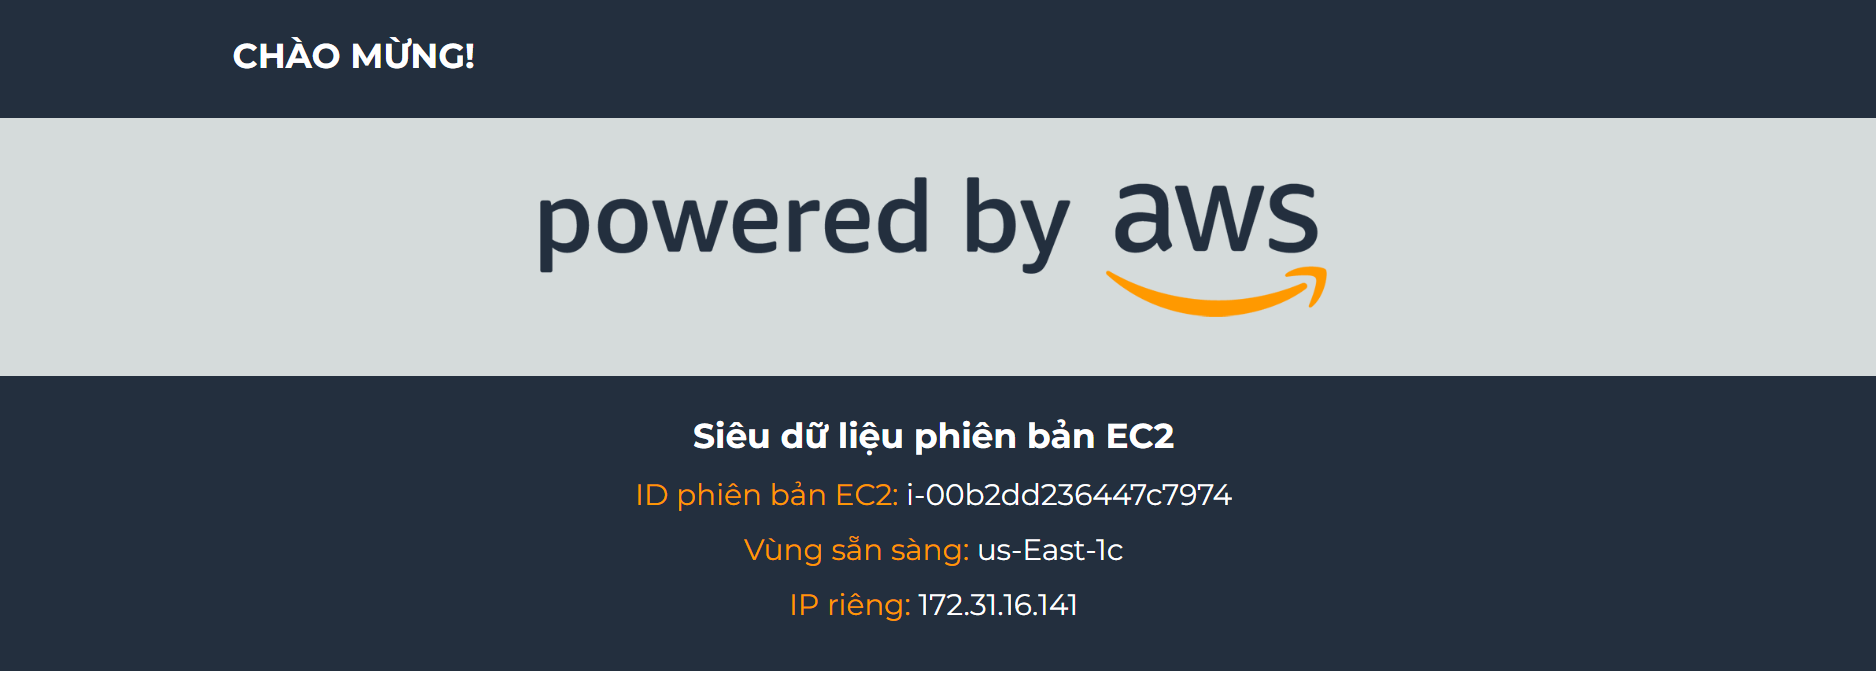 CHÀO MỪNG!
powered by aws
Siêu dữ liệu phiên bản EC2
ID phiên bản EC2: i-00b2dd236447c7974
Vùng sẵn sàng: us-East-1c
IP riêng: 172.31.16.141